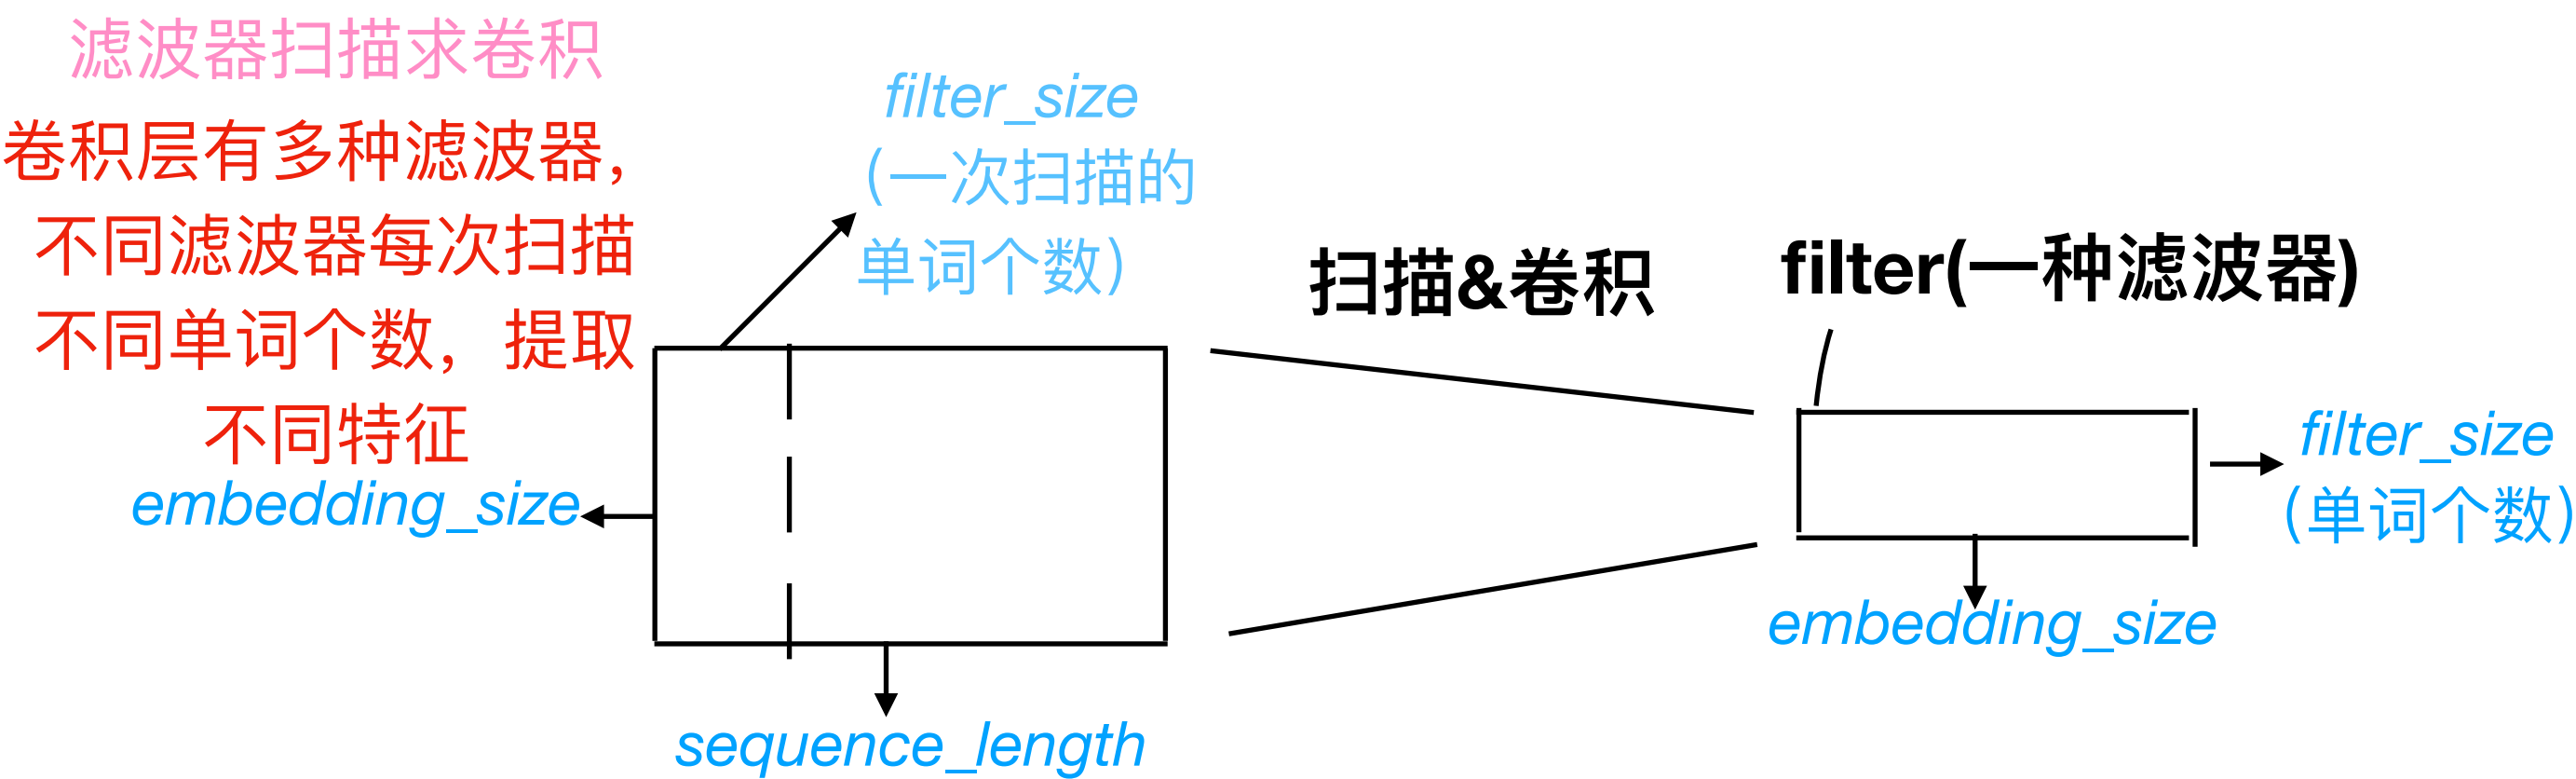 滤波器扫描求卷积
卷积层有多种滤波器，
不同滤波器每次扫描
不同单词个数，提取
不同特征
embedding_size
filter_size
(一次扫描的
单词个数)
sequence_length
扫描&卷积
filter(一种滤波器)
filter_size
(单词个数)
embedding_size